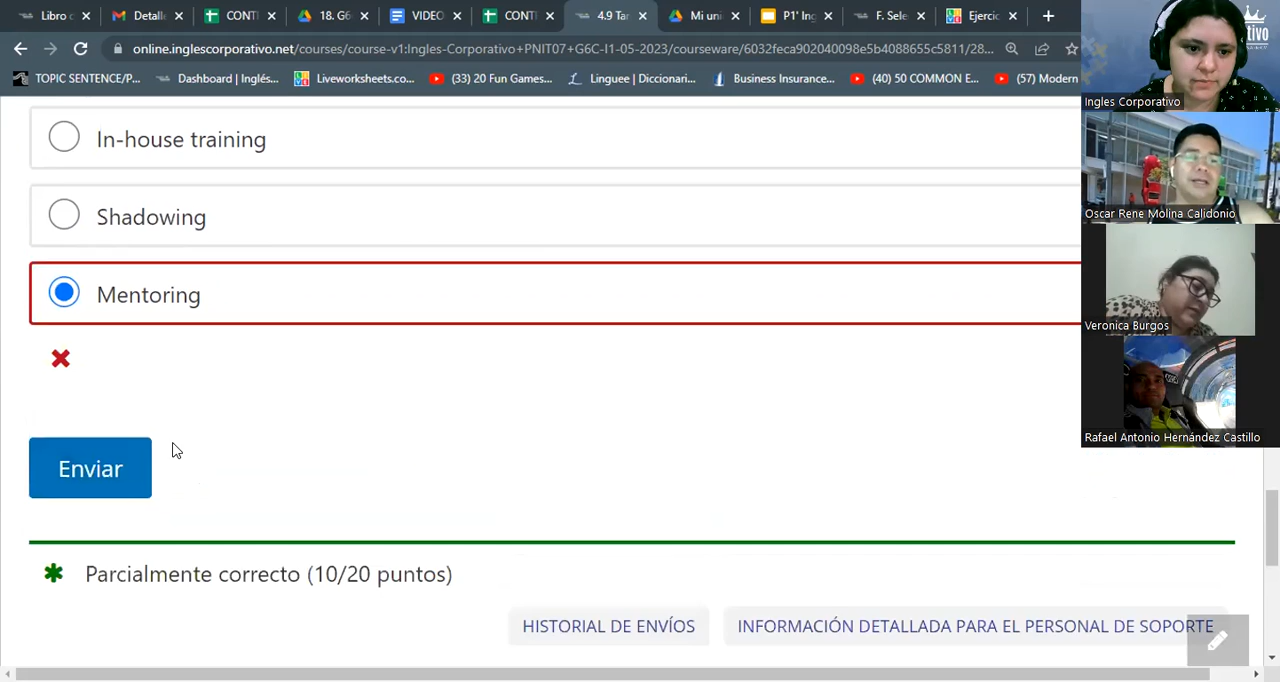 Libro c
Detalle
CONTI
18. G6
VIDEO
CONTI
4.9 Tar
Mi uni
P1' Ing
F. Sele
Ejercic
online.inglescorporativo.net/courses/course-v1:Ingles-Corporativo+PNIT07+G6C-I1-05-2023/courseware/6032feca902040098e5b4088655c5811/28...
TOPIC SENTENCE/P...
Dashboard | Inglés...
Liveworksheets.co...
(33) 20 Fun Games...
Linguee | Diccionari...
Business Insurance...
(40) 50 COMMON E...
(57) Modern
In-house training
Shadowing
Mentoring
Enviar
Parcialmente correcto (10/20 puntos)
HISTORIAL DE ENVÍOS
INFORMACIÓN DETALLADA PARA EL PERSONAL DE SOPORTE
tivo
Ingles Corporativo
Oscar Rene Molina Calidonio
Veronica Burgos
Rafael Antonio Hernández Castillo